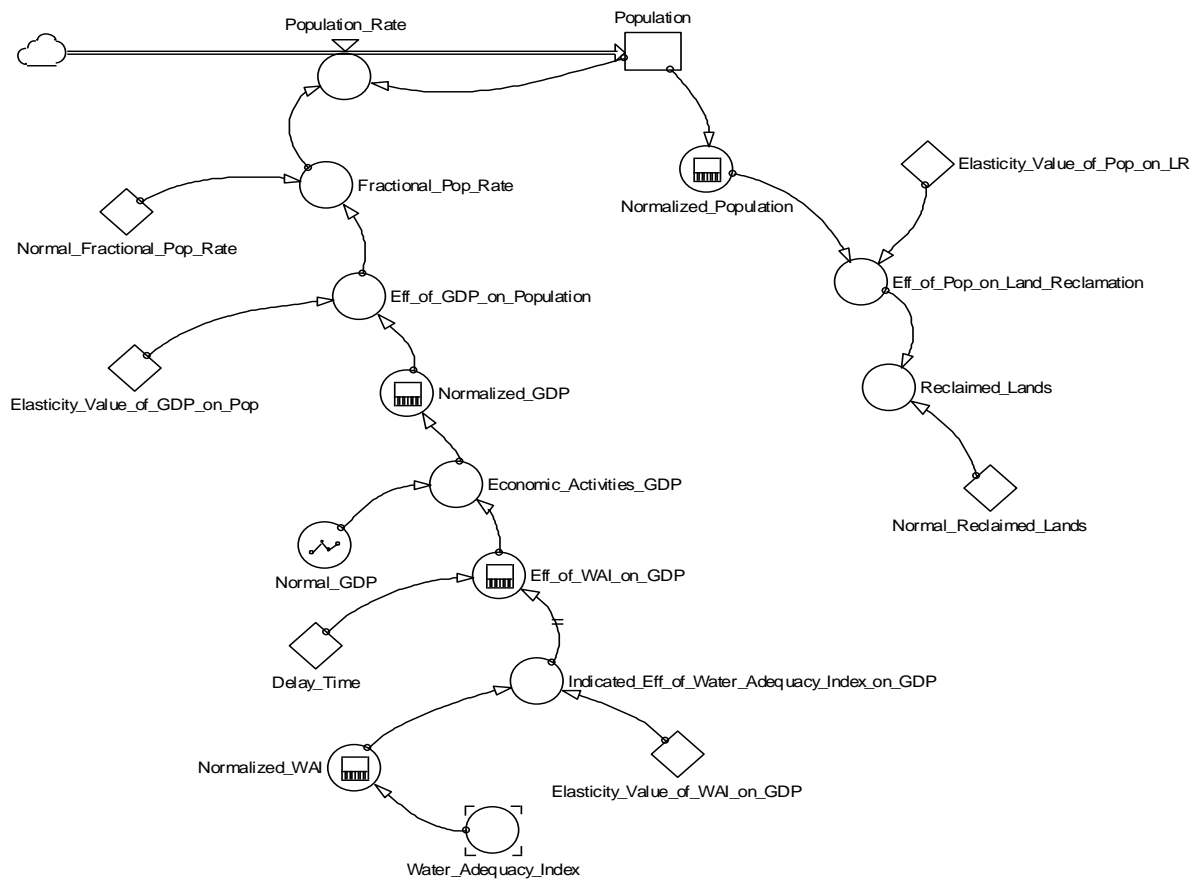 Population
Population_Rate
Elasticity_Value_of_Pop_on_LR
Fractional_Pop_Rate
Normalized_Population
Normal_Fractional_Pop_Rate
Eff_of_Pop_on_Land_Reclamation
Eff_of_GDP_on_Population
Reclaimed_Lands
Normalized_GDP
Elasticity_Value_of_GDP_on_Pop
Economic_Activities_GDP
Normal_Reclaimed_Lands
Eff_of_WAI_on_GDP
Normal_GDP
Delay_Time
Indicated_Eff_of_Water_Adequacy_Index_on_GDP
Normalized_WAI
Elasticity_Value_of_WAI_on_GDP
Water_Adequacy_Index